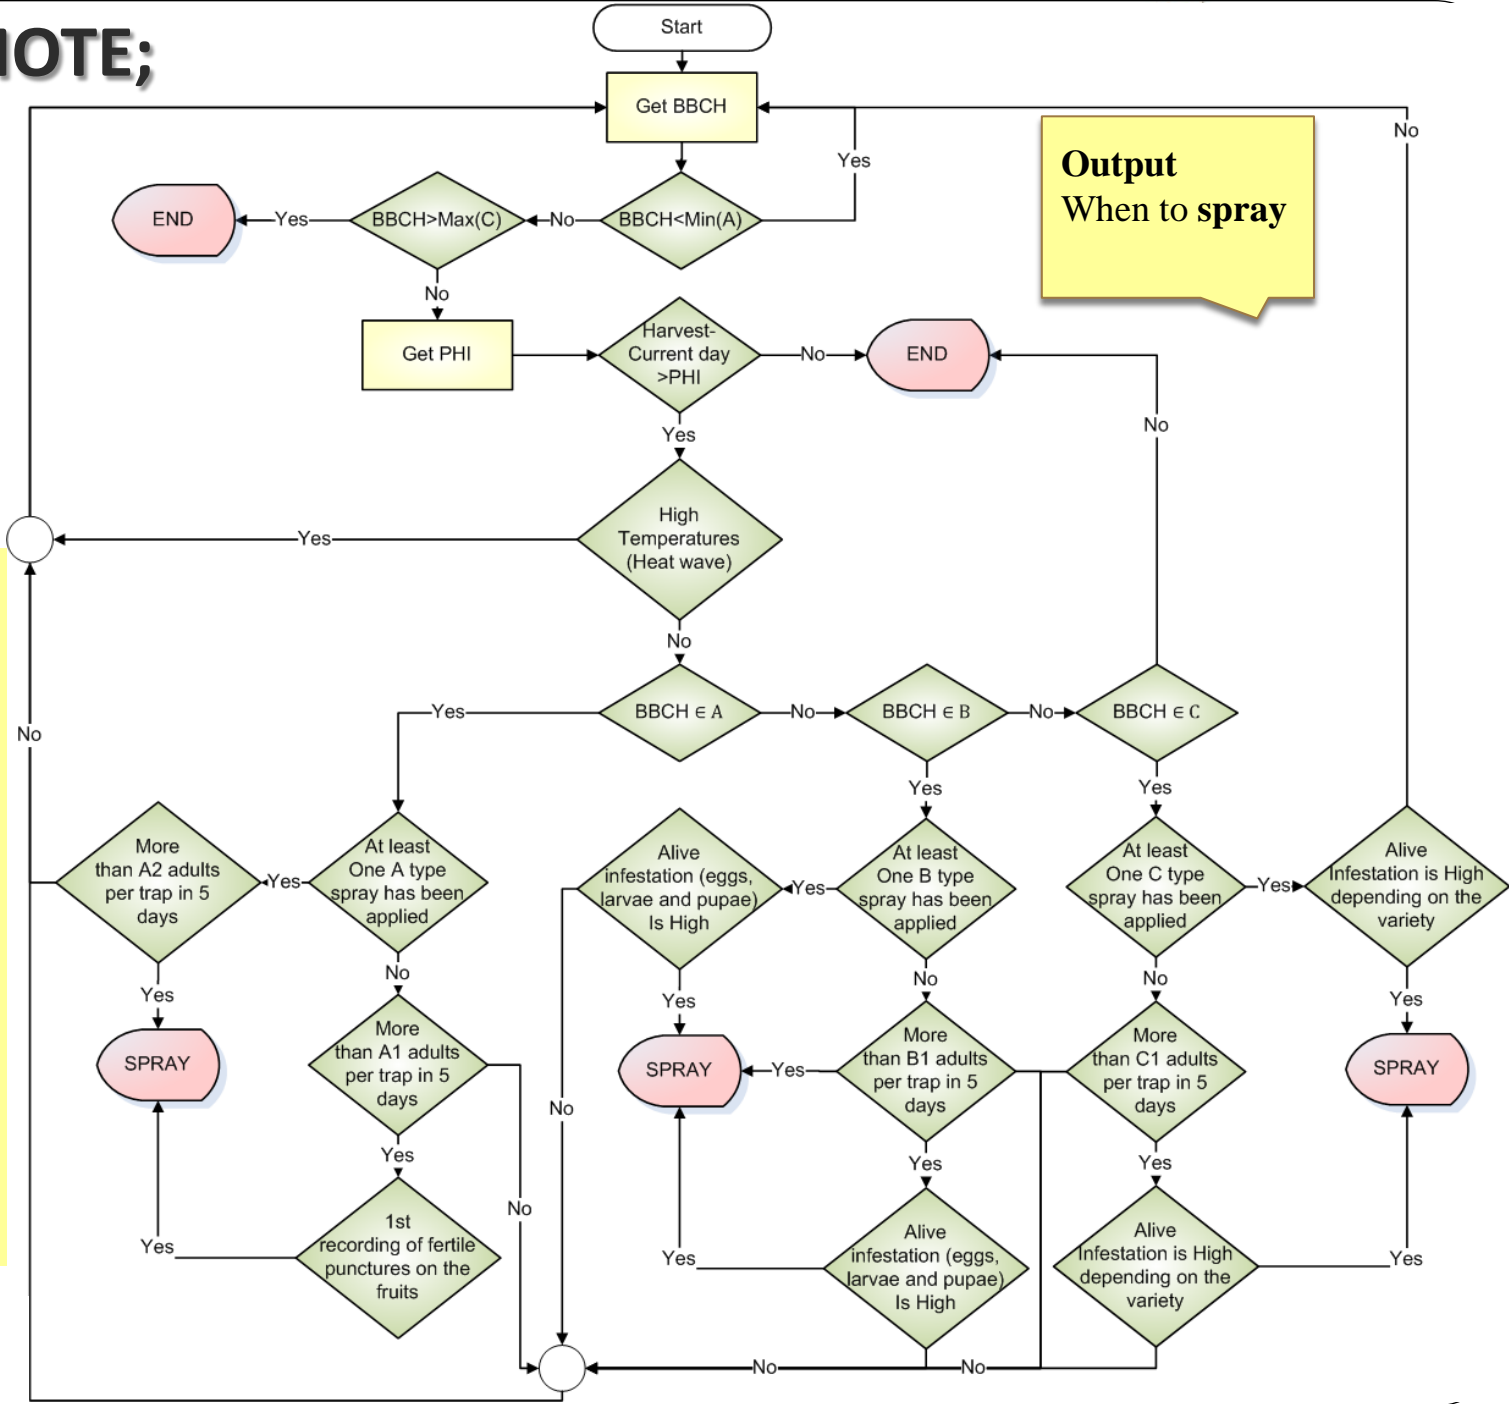 IOTE;
Start
Get BBCH
No
Yes
Output
When to spray
END
Yes
BBCH>Max(C)
No
BBCH<Min(A)
No
Get PHI
Harvest-
Current day
>PHI
No
END
Yes
No
High
Temperatures
(Heat wave)
Yes
No
BBCH ∈ A
Yes
No
BBCH ∈ B
No
BBCH ∈ C
No
Yes
Yes
More
than A2 adults
per trap in 5
days
Yes
At least
One A type
spray has been
applied
Alive
infestation (eggs,
larvae and pupae)
Is High
Yes
At least
One B type
spray has been
applied
At least
One C type
spray has been
applied
Yes
Alive
Infestation is High
depending on the
variety
Yes
No
Yes
No
No
Yes
SPRAY
More
than A1 adults
per trap in 5
days
SPRAY
Yes
More
than B1 adults
per trap in 5
days
More
than C1 adults
per trap in 5
days
SPRAY
No
Yes
Yes
Yes
No
1st
recording of fertile
punctures on the
fruits
Yes
Alive
infestation (eggs,
larvae and pupae)
Is High
Yes
Alive
Infestation is High
depending on the
variety
Yes
No
No